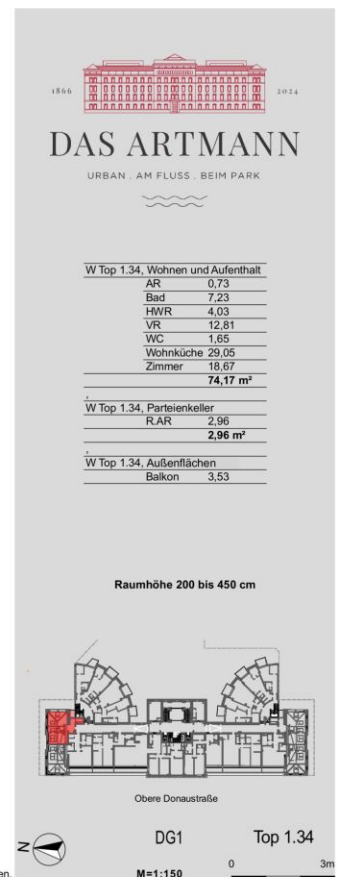 1866
2024
DAS ARTMANN
URBAN . AM FLUSS . BEIM PARK
W Top 1.34, Wohnen und Aufenthalt
AR 0,73
Bad 7,23
HWR 4,03
VR 12,81
WC 1,65
Wohnküche 29,05
Zimmer 18,67
74,17 m²
,
W Top 1.34, Parteienkeller
R.AR 2,96
2,96 m²
,
W Top 1.34, Außenflächen
Balkon 3,53
Raumhöhe 200 bis 450 cm
Obere Donaustraße
N
DG1 Top 1.34
en.
M=1:150
0 3m